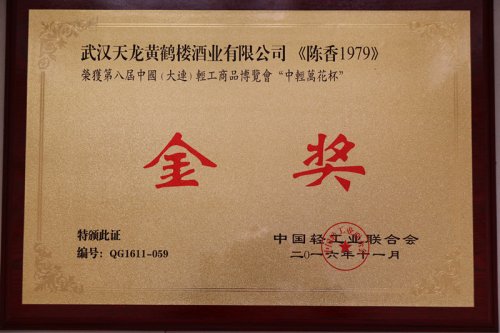 武汉天龙黄鹤楼酒业有限公司《陈香1979》
榮獲第八届中國(大連)輕工商品博覽會“中輕萬花杯”
金奖
特颁此证
编号:QG1611-059
中国轻工业联合会
二〇一六年十一月